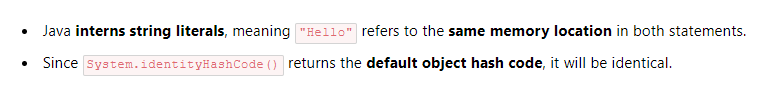 • Java interns string literals, meaning "Hello" refers to the same memory location in both statements.
• Since System.identityHashCode() returns the default object hash code, it will be identical.